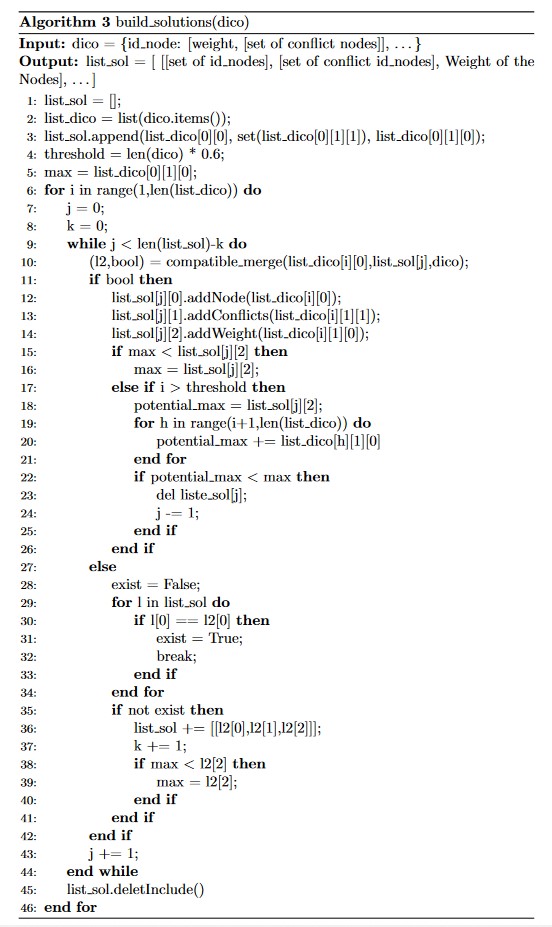 Algorithm 3 build_solutions(dico)
Input: dico = {id_node: [weight, [set of conflict nodes]], ...}
Output: list_sol = [ [[set of id_nodes], [set of conflict id_nodes], Weight of the
Nodes], ...]
1: list_sol = [];
2: list_dico = list(dico.items());
3: list_sol.append(list_dico[0][0], set(list_dico[0][1][1]), list_dico[0][1][0]);
4: threshold = len(dico) * 0.6;
5: max = list_dico[0][1][0];
6: for i in range(1,len(list_dico)) do
7: j = 0;
8: k = 0;
9: while j < len(list_sol)-k do
10: (l2,bool) = compatible_merge(list_dico[i][0],list_sol[j],dico);
11: if bool then
12: list_sol[j][0].addNode(list_dico[i][0]);
13: list_sol[j][1].addConflicts(list_dico[i][1][1]);
14: list_sol[j][2].addWeight(list_dico[i][1][0]);
15: if max < list_sol[j][2] then
16: max = list_sol[j][2];
17: else if i > threshold then
18: potential_max = list_sol[j][2];
19: for h in range(i+1,len(list_dico)) do
20: potential_max += list_dico[h][1][0]
21: end for
22: if potential_max < max then
23: del liste_sol[j];
24: j -= 1;
25: end if
26: end if
27: else
28: exist = False;
29: for l in list_sol do
30: if l[0] == l2[0] then
31: exist = True;
32: break;
33: end if
34: end for
35: if not exist then
36: list_sol += [[l2[0],l2[1],l2[2]]];
37: k += 1;
38: if max < l2[2] then
39: max = l2[2];
40: end if
41: end if
42: end if
43: j += 1;
44: end while
45: list_sol.deletInclude()
46: end for